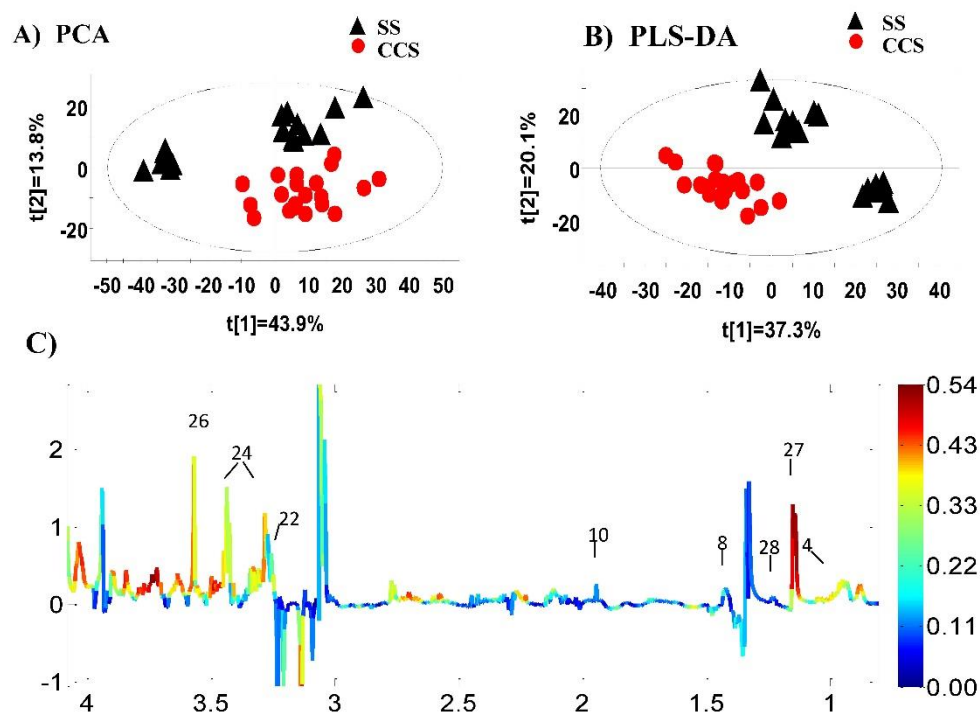 A) PCA
SS
CCS
B) PLS-DA
SS
CCS
t[2]=13.8%
20
0
-20
-50 -40 -30 -20 -10 0 10 20 30 40 50
t[1]=43.9%
t[2]=20.1%
20
0
-20
-40 -30 -20 -10 0 10 20 30 40
t[1]=37.3%
C)
2
1
0
-1
26
24
22
10
8
28
27
4
4 3.5 3 2.5 2 1.5 1
0.54
0.43
0.33
0.22
0.11
0.00